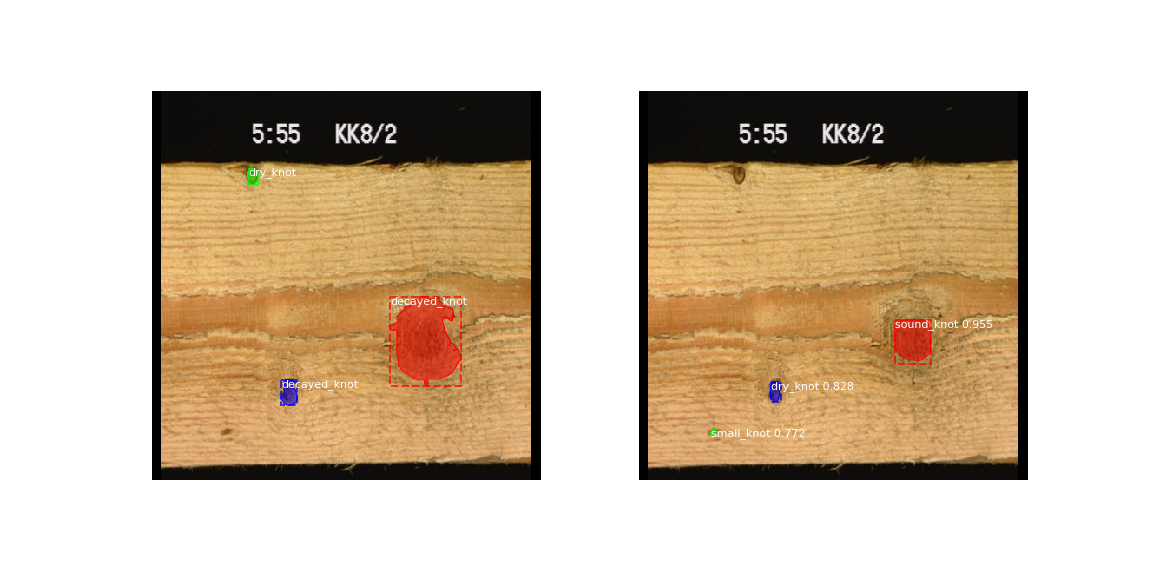 5:55 KK8/2
dry_knot
decayed_knot
decayed_knot
5:55 KK8/2
sound_knot 0.955
dry_knot 0.828
small_knot 0.772